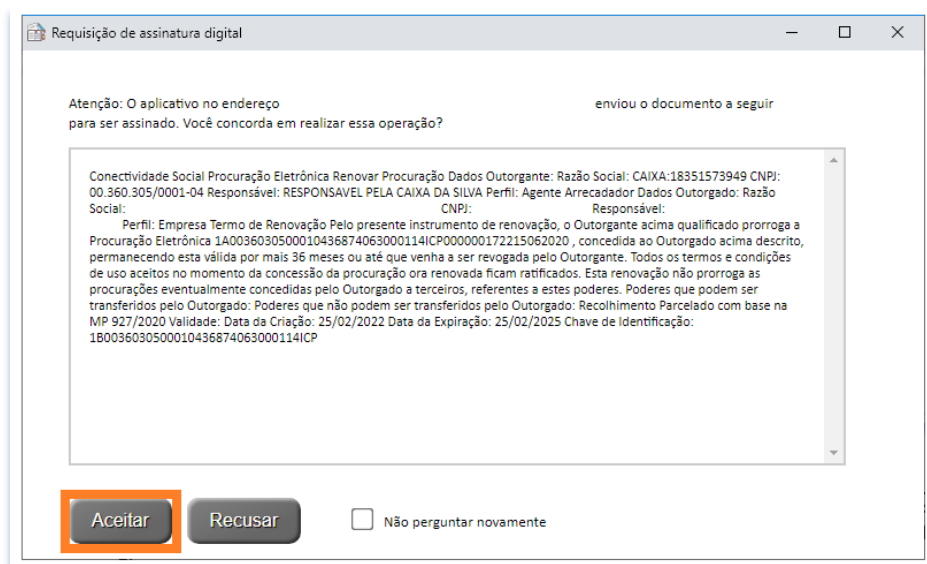 Requisição de assinatura digital
Atenção: O aplicativo no endereço enviou o documento a seguir
para ser assinado. Você concorda em realizar essa operação?
Conectividade Social Procuração Eletrônica Renovar Procuração Dados Outorgante: Razão Social: CAIXA:18351573949 CNPJ:
00.360.305/0001-04 Responsável: RESPONSAVEL PELA CAIXA DA SILVA Perfil: Agente Arrecadador Dados Outorgado: Razão
Social: CNPJ: Responsável:
Perfil: Empresa Termo de Renovação Pelo presente instrumento de renovação, o Outorgante acima qualificado prorroga a
Procuração Eletrônica 1A00360305000104368740630001​14ICP000000172215062020 , concedida ao Outorgado acima descrito,
permanecendo esta válida por mais 36 meses ou até que venha a ser revogada pelo Outorgante. Todos os termos e condições
de uso aceitos no momento da concessão da procuração ora renovada ficam ratificados. Esta renovação não prorroga as
procurações eventualmente concedidas pelo Outorgado a terceiros, referentes a estes poderes. Poderes que podem ser
transferidos pelo Outorgado: Poderes que não podem ser transferidos pelo Outorgado: Recolhimento Parcelado com base na
MP 927/2020 Validade: Data da Criação: 25/02/2022 Data da Expiração: 25/02/2025 Chave de Identificação:
1B00360305000104368740630001​14ICP
Aceitar Recusar Não perguntar novamente